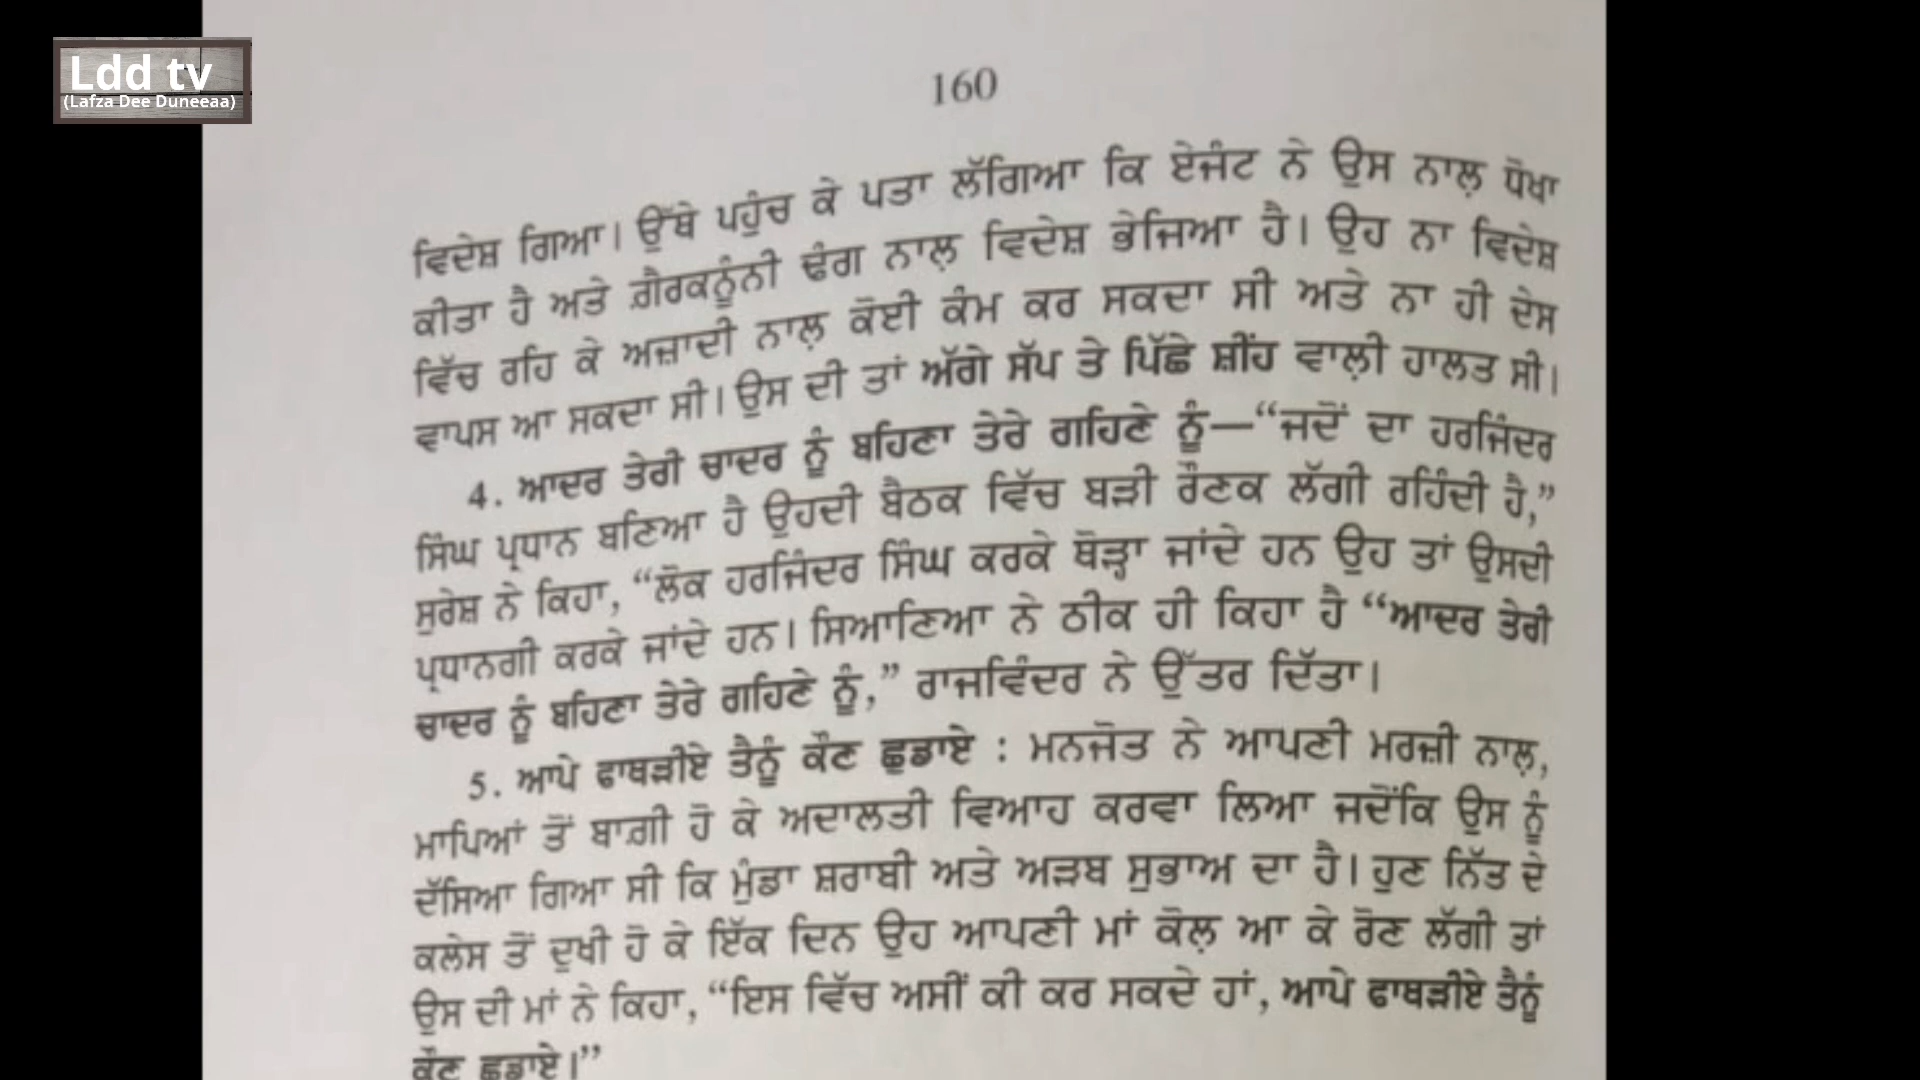 Ldd tv
(Lafza Dee Duneeaa)
160
ਵਿਦੇਸ਼ ਗਿਆ। ਉੱਥੇ ਪਹੁੰਚ ਕੇ ਪਤਾ ਲੱਗਿਆ ਕਿ ਏਜੰਟ ਨੇ ਉਸ ਨਾਲ਼ ਧੋਖਾ
ਕੀਤਾ ਹੈ ਅਤੇ ਗ਼ੈਰਕਨੂੰਨੀ ਢੰਗ ਨਾਲ਼ ਵਿਦੇਸ਼ ਭੇਜਿਆ ਹੈ। ਉਹ ਨਾ ਵਿਦੇਸ਼
ਵਿੱਚ ਰਹਿ ਕੇ ਅਜ਼ਾਦੀ ਨਾਲ਼ ਕੋਈ ਕੰਮ ਕਰ ਸਕਦਾ ਸੀ ਅਤੇ ਨਾ ਹੀ ਦੇਸ
ਵਾਪਸ ਆ ਸਕਦਾ ਸੀ। ਉਸ ਦੀ ਤਾਂ ਅੱਗੇ ਸੱਪ ਤੇ ਪਿੱਛੇ ਸ਼ੀਂਹ ਵਾਲ਼ੀ ਹਾਲਤ ਸੀ।
4. ਆਦਰ ਤੇਰੀ ਚਾਦਰ ਨੂੰ ਬਹਿਣਾ ਤੇਰੇ ਗਹਿਣੇ ਨੂੰ—“ਜਦੋਂ ਦਾ ਹਰਜਿੰਦਰ
ਸਿੰਘ ਪ੍ਰਧਾਨ ਬਣਿਆ ਹੈ ਉਹਦੀ ਬੈਠਕ ਵਿੱਚ ਬੜੀ ਰੌਣਕ ਲੱਗੀ ਰਹਿੰਦੀ ਹੈ,”
ਸੁਰੇਸ਼ ਨੇ ਕਿਹਾ, “ਲੋਕ ਹਰਜਿੰਦਰ ਸਿੰਘ ਕਰਕੇ ਥੋੜ੍ਹਾ ਜਾਂਦੇ ਹਨ ਉਹ ਤਾਂ ਉਸਦੀ
ਪ੍ਰਧਾਨਗੀ ਕਰਕੇ ਜਾਂਦੇ ਹਨ। ਸਿਆਣਿਆ ਨੇ ਠੀਕ ਹੀ ਕਿਹਾ ਹੈ “ਆਦਰ ਤੇਰੀ
ਚਾਦਰ ਨੂੰ ਬਹਿਣਾ ਤੇਰੇ ਗਹਿਣੇ ਨੂੰ,” ਰਾਜਵਿੰਦਰ ਨੇ ਉੱਤਰ ਦਿੱਤਾ।
5. ਆਪੇ ਫਾਥੜੀਏ ਤੈਨੂੰ ਕੌਣ ਛੁਡਾਏ : ਮਨਜੋਤ ਨੇ ਆਪਣੀ ਮਰਜ਼ੀ ਨਾਲ਼,
ਮਾਪਿਆਂ ਤੋਂ ਬਾਗ਼ੀ ਹੋ ਕੇ ਅਦਾਲਤੀ ਵਿਆਹ ਕਰਵਾ ਲਿਆ ਜਦੋਂਕਿ ਉਸ ਨੂੰ
ਦੱਸਿਆ ਗਿਆ ਸੀ ਕਿ ਮੁੰਡਾ ਸ਼ਰਾਬੀ ਅਤੇ ਅੜਬ ਸੁਭਾਅ ਦਾ ਹੈ। ਹੁਣ ਨਿੱਤ ਦੇ
ਕਲੇਸ ਤੋਂ ਦੁਖੀ ਹੋ ਕੇ ਇੱਕ ਦਿਨ ਉਹ ਆਪਣੀ ਮਾਂ ਕੋਲ਼ ਆ ਕੇ ਰੋਣ ਲੱਗੀ ਤਾਂ
ਉਸ ਦੀ ਮਾਂ ਨੇ ਕਿਹਾ, “ਇਸ ਵਿੱਚ ਅਸੀਂ ਕੀ ਕਰ ਸਕਦੇ ਹਾਂ, ਆਪੇ ਫਾਥੜੀਏ ਤੈਨੂੰ
ਕੌਣ ਛੁਡਾਏ।”